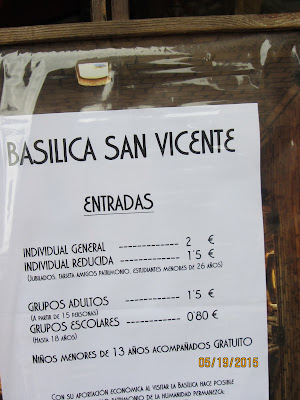 BASILICA SAN VICENTE
ENTRADAS
INDIVIDUAL GENERAL ------------- 2 €
INDIVIDUAL REDUCIDA ------------- 1'5 €
(JUBILADOS, TARJETA AMIGOS PATRIMONIO, ESTUDIANTES MENORES DE 26 AÑOS)
GRUPOS ADULTOS ------------- 1'5 €
(A PARTIR DE 15 PERSONAS)
GRUPOS ESCOLARES ------------- 0'80 €
(HASTA 18 AÑOS)
NIÑOS MENORES DE 13 AÑOS ACOMPAÑADOS GRATUITO
CON SU APORTACIÓN ECONÓMICA AL VISITAR LA BASILICA HACE POSIBLE
PATRIMONIO DE LA HUMANIDAD PERMANEZCA:
05/19/2015